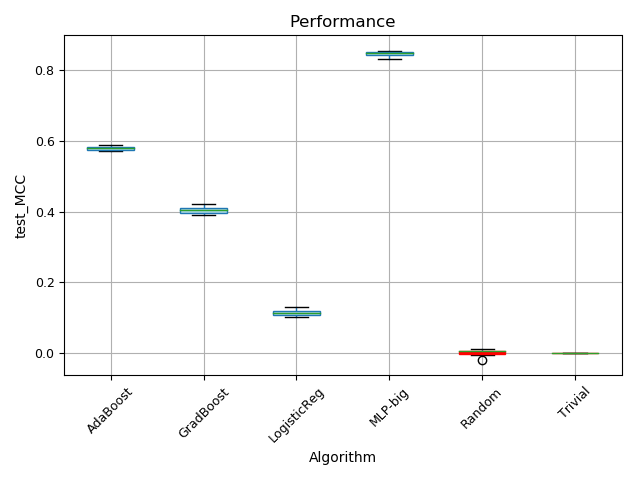 Performance
test_MCC
0.8
0.6
0.4
0.2
0.0
AdaBoost
GradBoost
LogisticReg
MLP-big
Random
Trivial
Algorithm